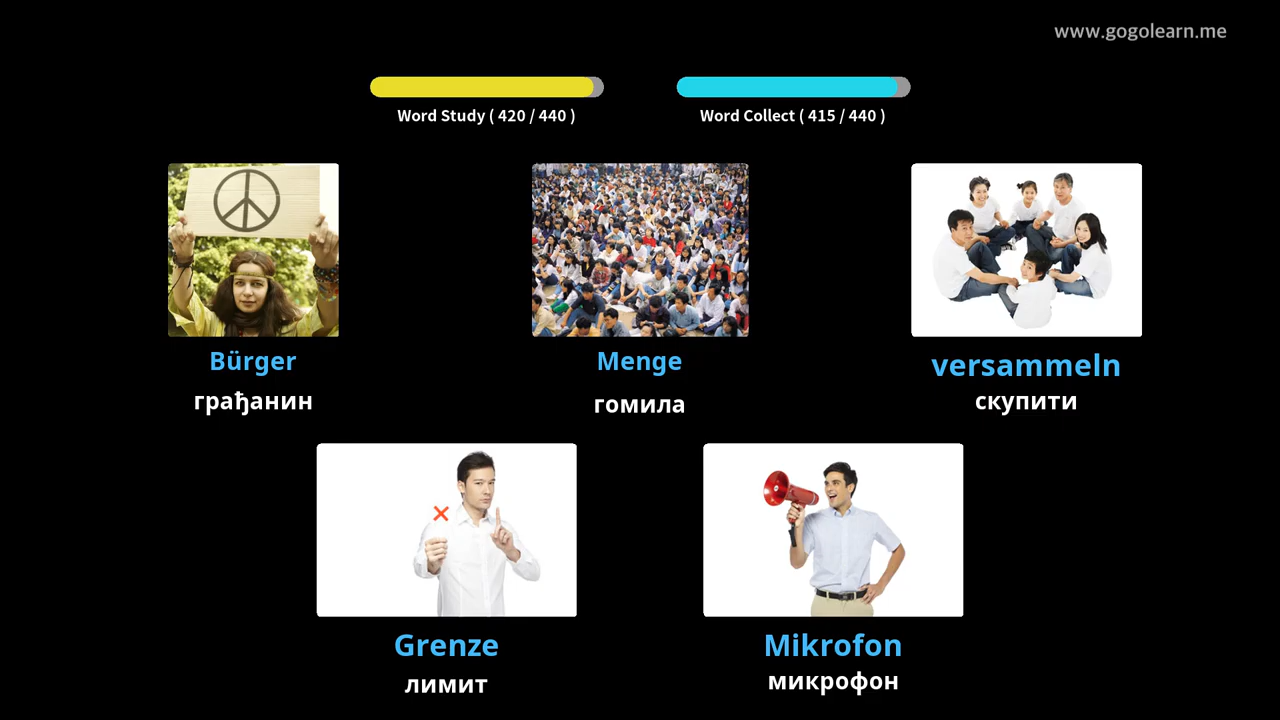 www.gogolearn.me
Word Study ( 420 / 440 )
Word Collect ( 415 / 440 )
Bürger
Menge
versammeln
грађанин
гомила
скупити
Grenze
Mikrofon
лимит
микрофон